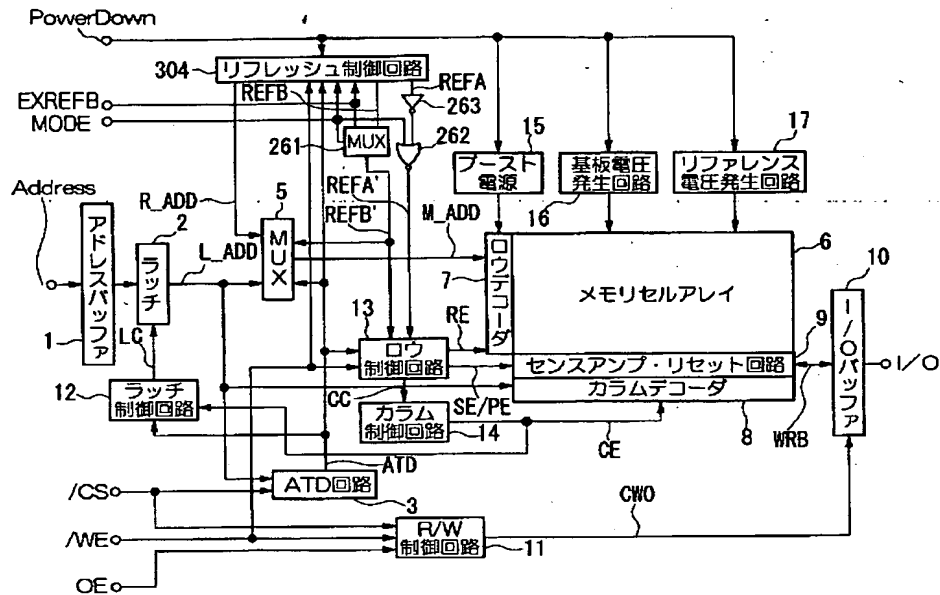 PowerDown
304
リフレッシュ制御回路
REFB
REFA
263
EXREFB
MODE
261
MUX
262
15
ブースト
電源
16
基板電圧
発生回路
17
リファレンス
電圧発生回路
Address
R_ADD
REFA'
REFB'
M_ADD
アドレスバッファ
1
2
ラッチ
L_ADD
5
MUX
LC
7
ロウデコーダ
6
メモリセルアレイ
10
I/Oバッファ
I/O
13
ロウ
制御回路
RE
9
センスアンプ・リセット回路
カラムデコーダ
8
12
ラッチ
制御回路
CC
SE/PE
カラム
制御回路
14
CE
WRB
ATD
/CS
ATD回路
3
CWO
/WE
R/W
制御回路
11
OE